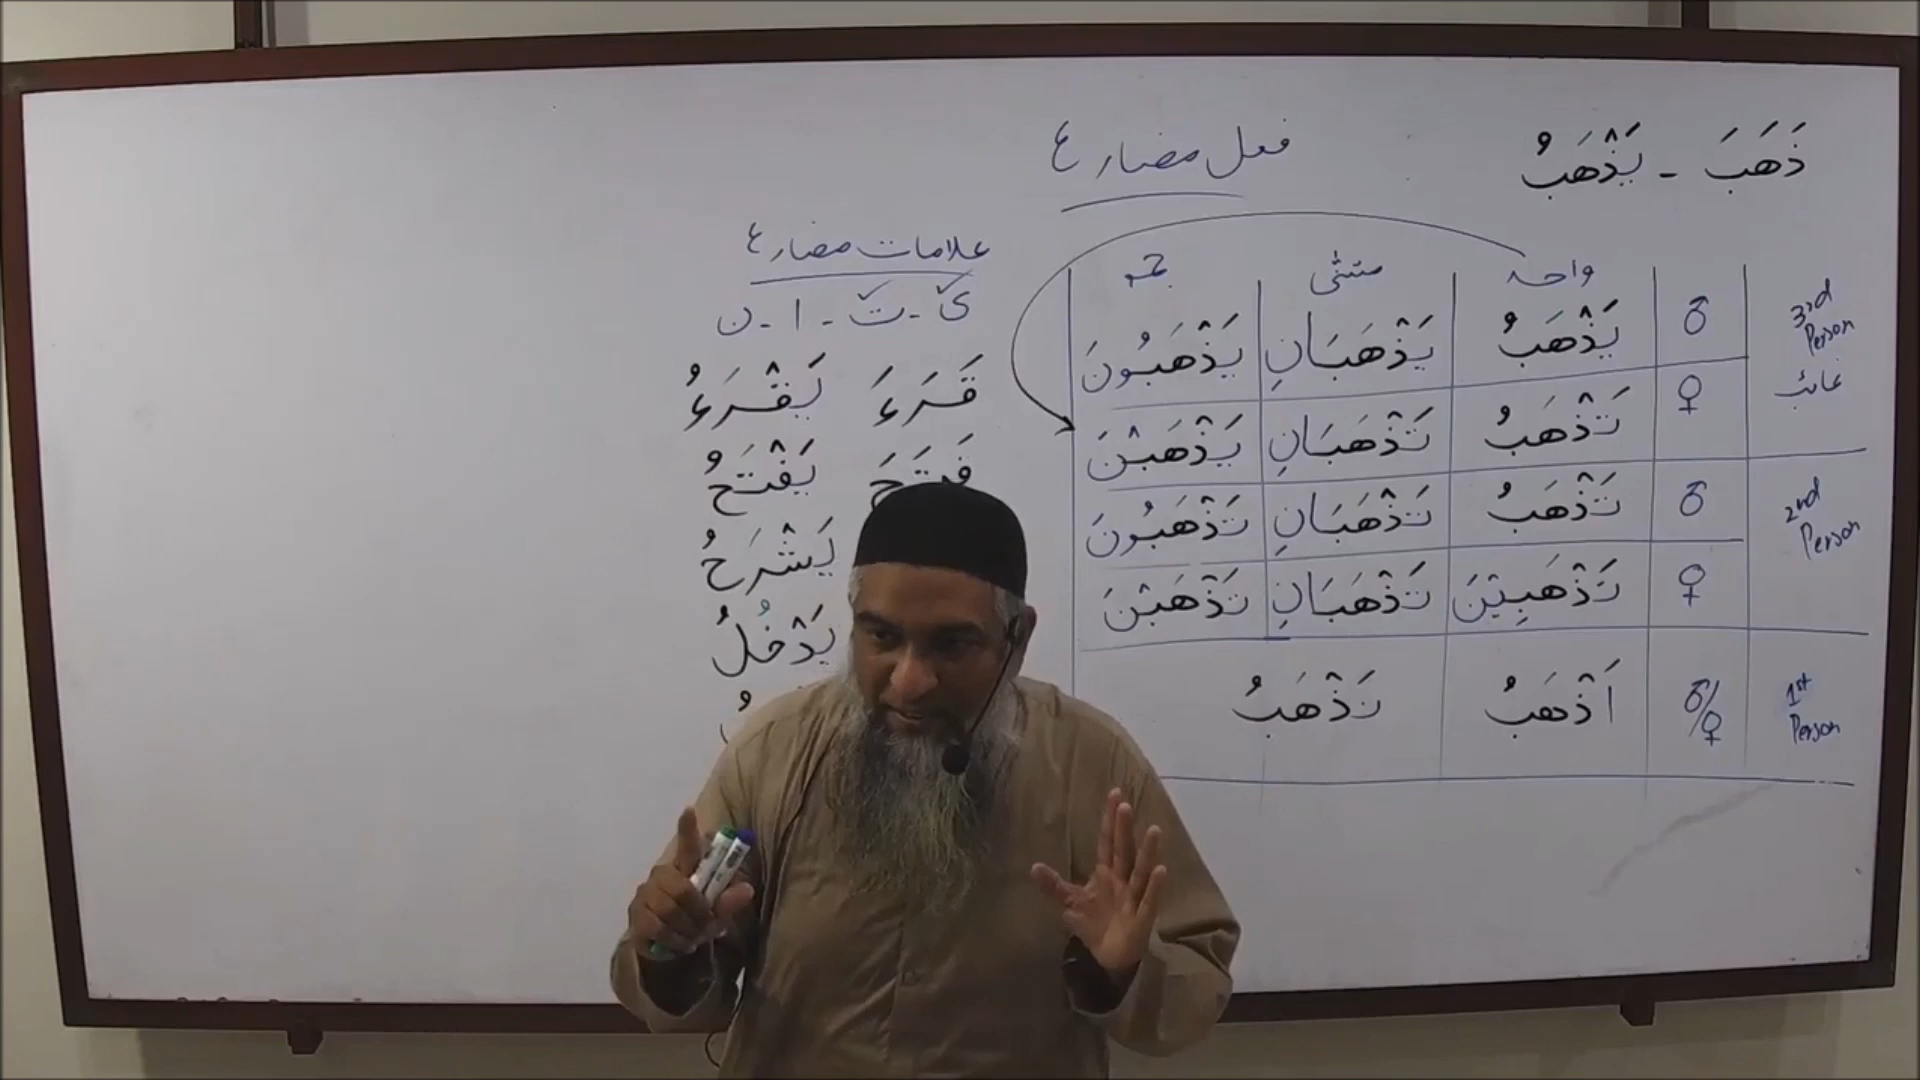 ذَهَبَ - يَذْهَبُ
فعل مضارع
واحد مثنى جمع
3rd Person غائب ♂ يَذْهَبُ يَذْهَبَانِ يَذْهَبُونَ
♀ تَذْهَبُ تَذْهَبَانِ يَذْهَبْنَ
2nd Person ♂ تَذْهَبُ تَذْهَبَانِ تَذْهَبُونَ
♀ تَذْهَبِيْنَ تَذْهَبَانِ تَذْهَبْنَ
1st Person ♂/♀ اَذْهَبُ نَذْهَبُ
علامات مضارع
ىَ - تَ - ا - ن
قَرَءَ يَقْرَءُ
فَتَحَ يَفْتَحُ
يَشْرَحُ
يَدْخُلُ